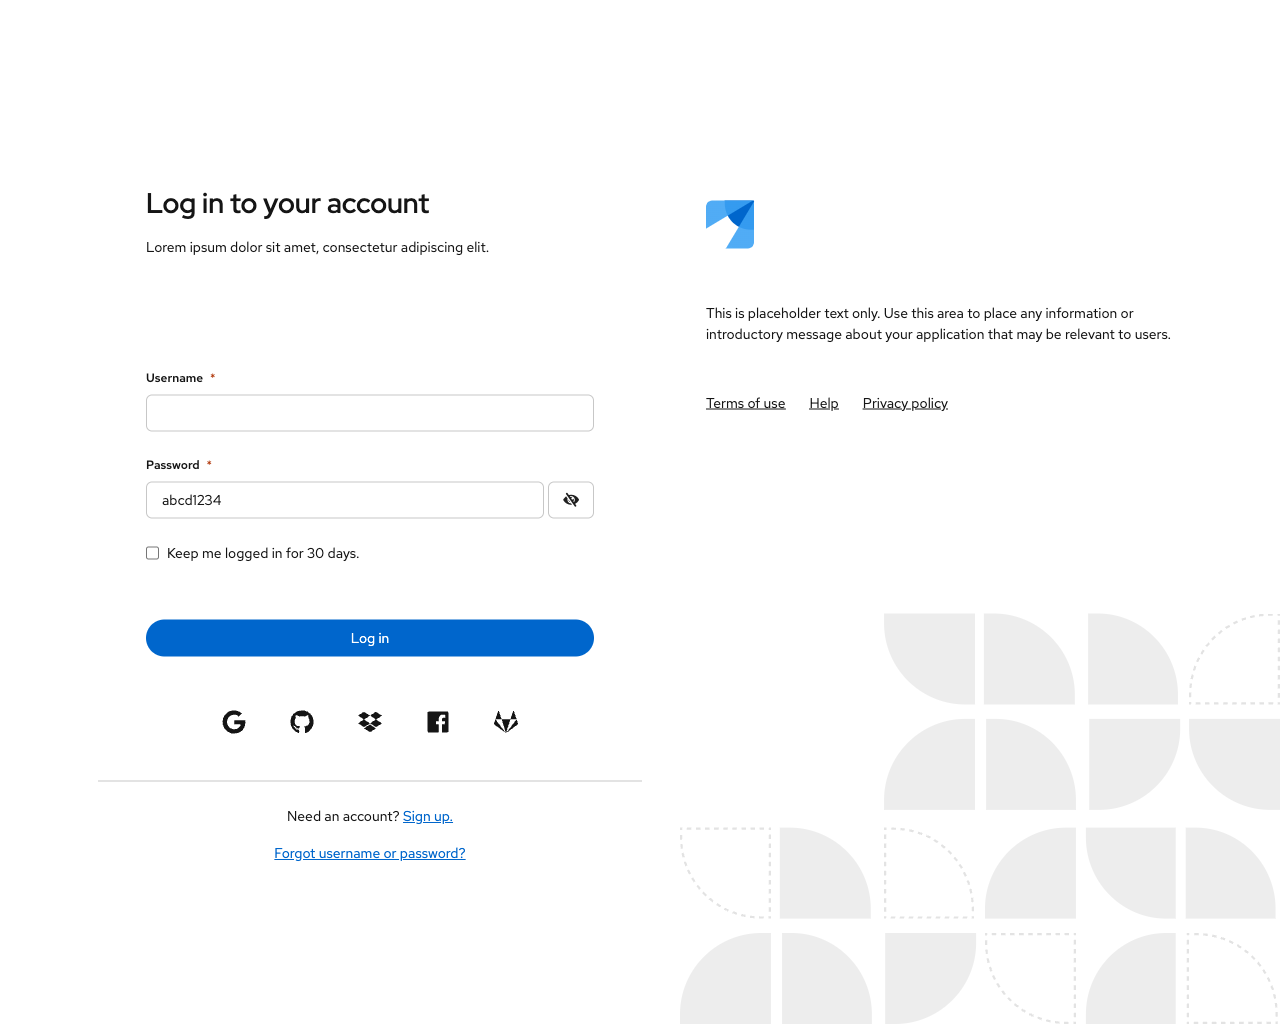 Log in to your account
Lorem ipsum dolor sit amet, consectetur adipiscing elit.
Username *
Password *
abcd1234
Keep me logged in for 30 days.
Log in
Need an account? Sign up.
Forgot username or password?
This is placeholder text only. Use this area to place any information or
introductory message about your application that may be relevant to users.
Terms of use Help Privacy policy